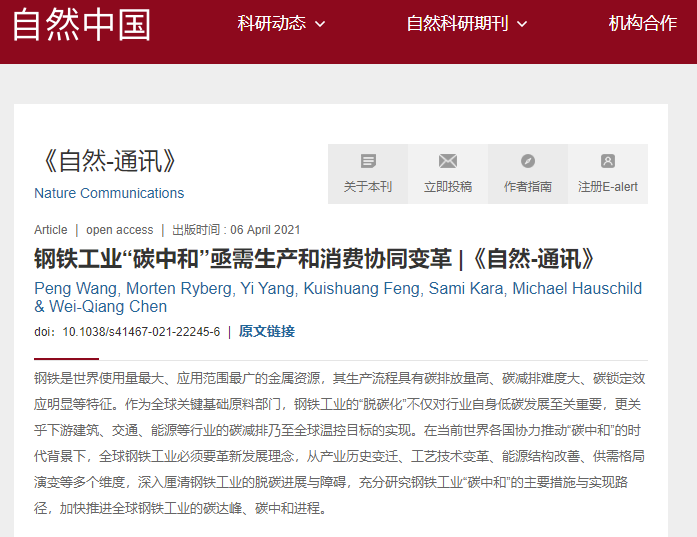 自然中国
科研动态
自然科研期刊
机构合作
《自然-通讯》
Nature Communications
关于本刊
立即投稿
作者指南
注册E-alert
Article | open access | 出版时间 : 06 April 2021
钢铁工业“碳中和”亟需生产和消费协同变革 |《自然-通讯》
Peng Wang, Morten Ryberg, Yi Yang, Kuishuang Feng, Sami Kara, Michael Hauschild
& Wei-Qiang Chen
doi: 10.1038/s41467-021-22245-6 | 原文链接
钢铁是世界使用量最大、应用范围最广的金属资源，其生产流程具有碳排放量高、碳减排难度大、碳锁定效
应明显等特征。作为全球关键基础原料部门，钢铁工业的“脱碳化”不仅对行业自身低碳发展至关重要，更关
乎下游建筑、交通、能源等行业的碳减排乃至全球温控目标的实现。在当前世界各国协力推动“碳中和”的时
代背景下，全球钢铁工业必须要革新发展理念，从产业历史变迁、工艺技术变革、能源结构改善、供需格局
演变等多个维度，深入厘清钢铁工业的脱碳进展与障碍，充分研究钢铁工业“碳中和”的主要措施与实现路
径，加快推进全球钢铁工业的碳达峰、碳中和进程。